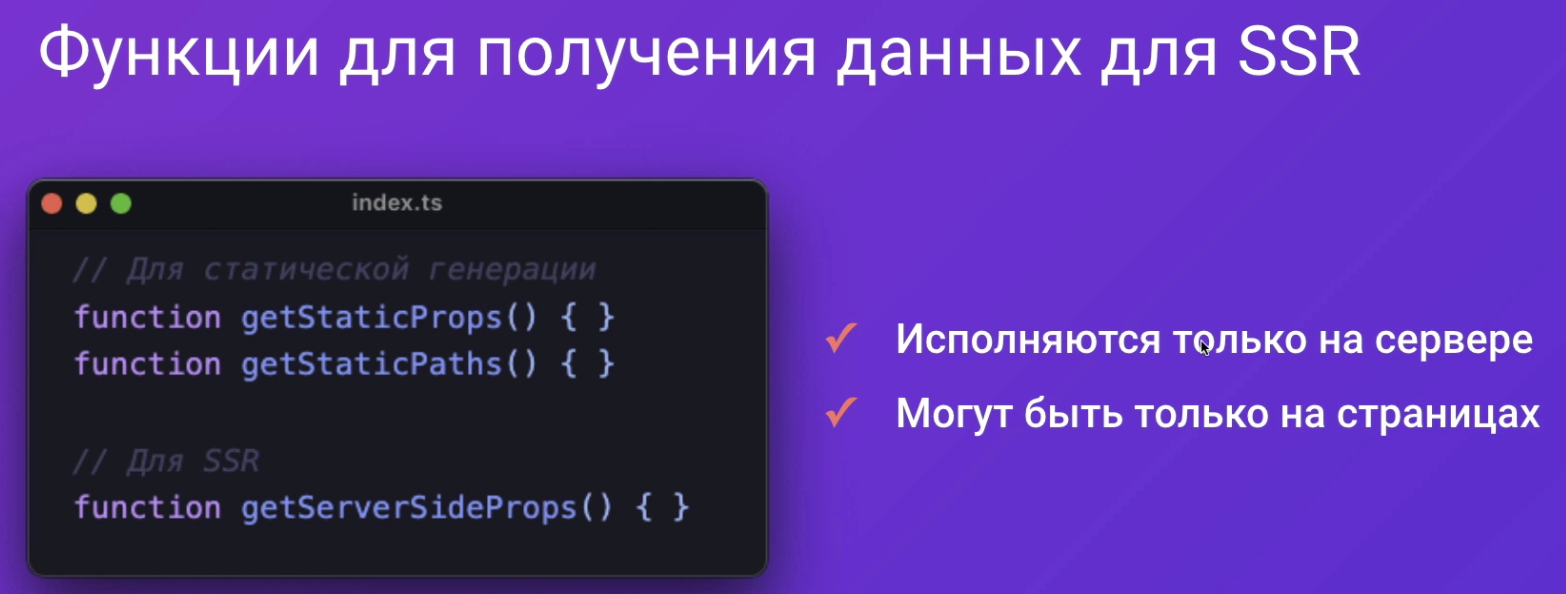 Функции для получения данных для SSR
index.ts
// Для статической генерации
function getStaticProps() { }
function getStaticPaths() { }
// Для SSR
function getServerSideProps() { }
✓ Исполняются только на сервере
✓ Могут быть только на страницах